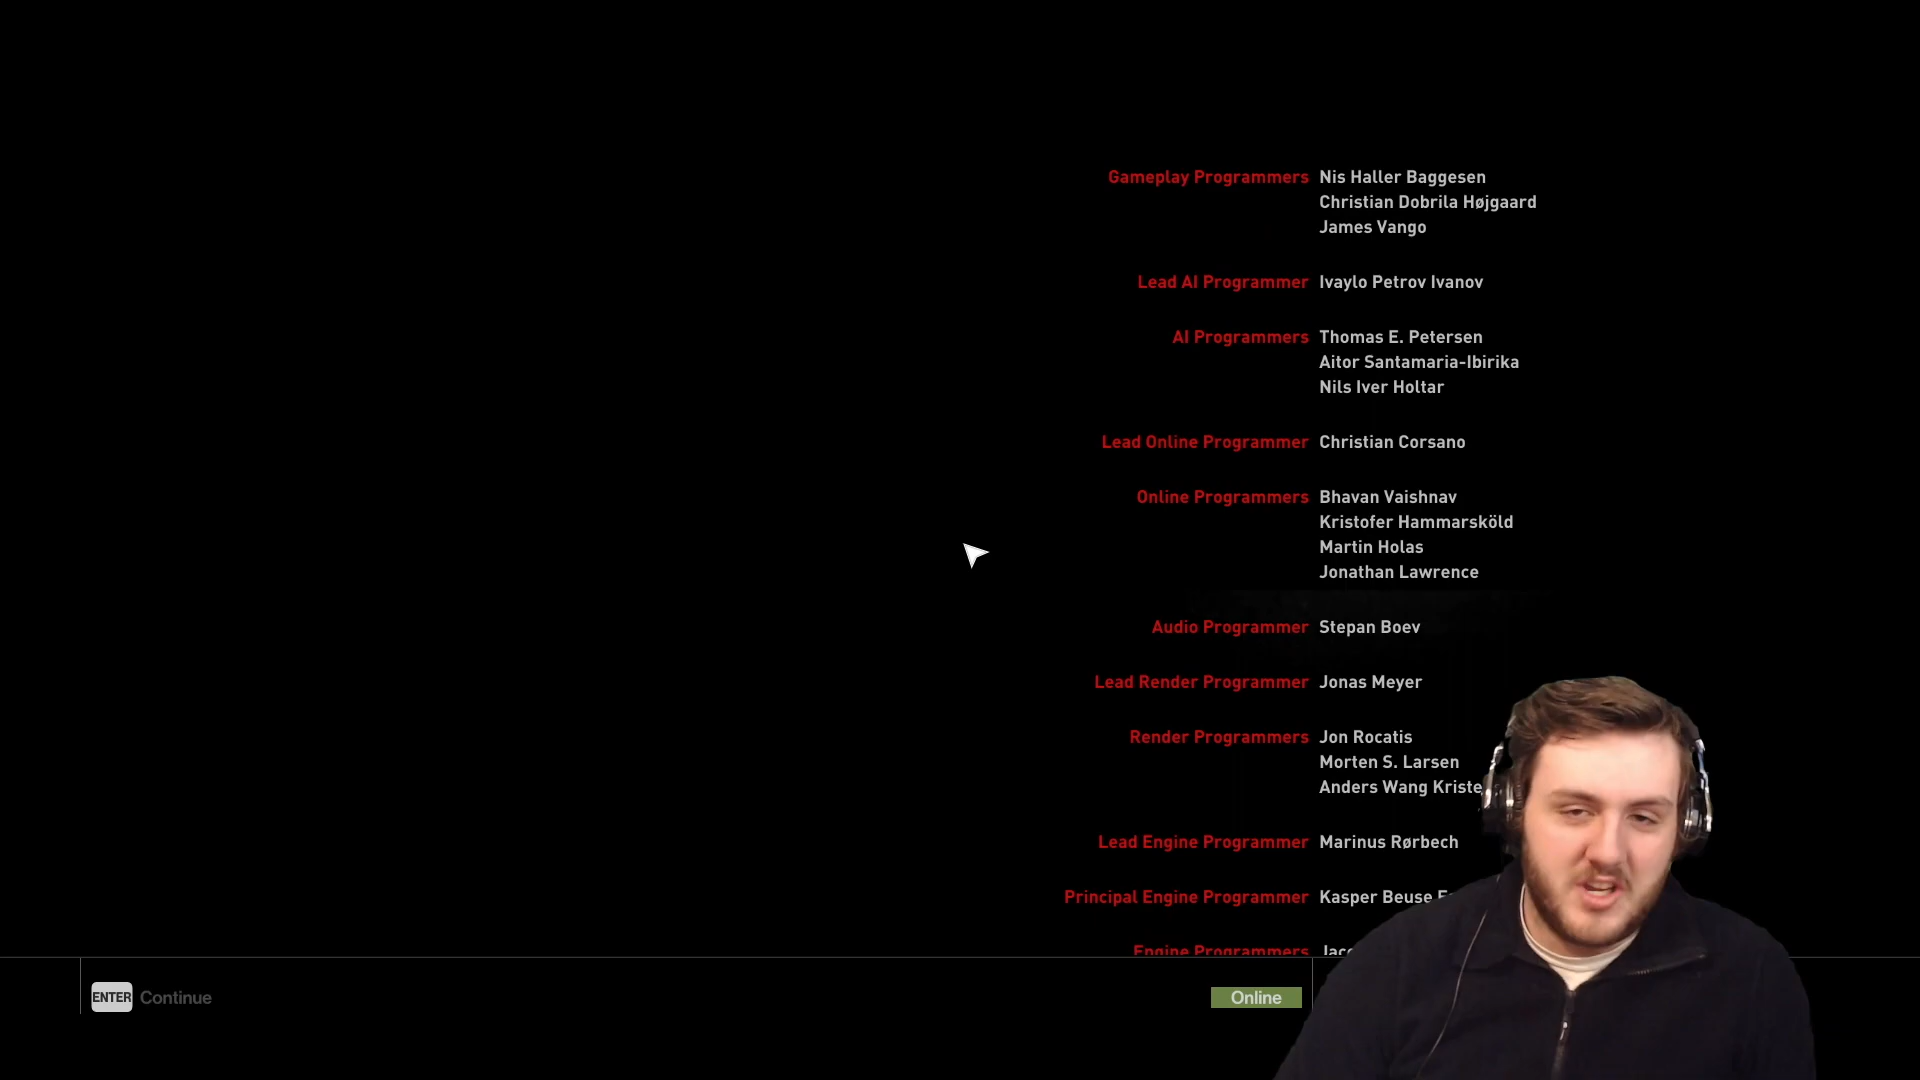 Gameplay Programmers Nis Haller Baggesen
Christian Dobrila Højgaard
James Vango
Lead AI Programmer Ivaylo Petrov Ivanov
AI Programmers Thomas E. Petersen
Aitor Santamaria-Ibirika
Nils Iver Holtar
Lead Online Programmer Christian Corsano
Online Programmers Bhavan Vaishnav
Kristofer Hammarsköld
Martin Holas
Jonathan Lawrence
Audio Programmer Stepan Boev
Lead Render Programmer Jonas Meyer
Render Programmers Jon Rocatis
Morten S. Larsen
Anders Wang
Lead Engine Programmer Marinus Rørbech
Principal Engine Programmer Kasper Beuse
Engine Programmers
ENTER Continue
Online